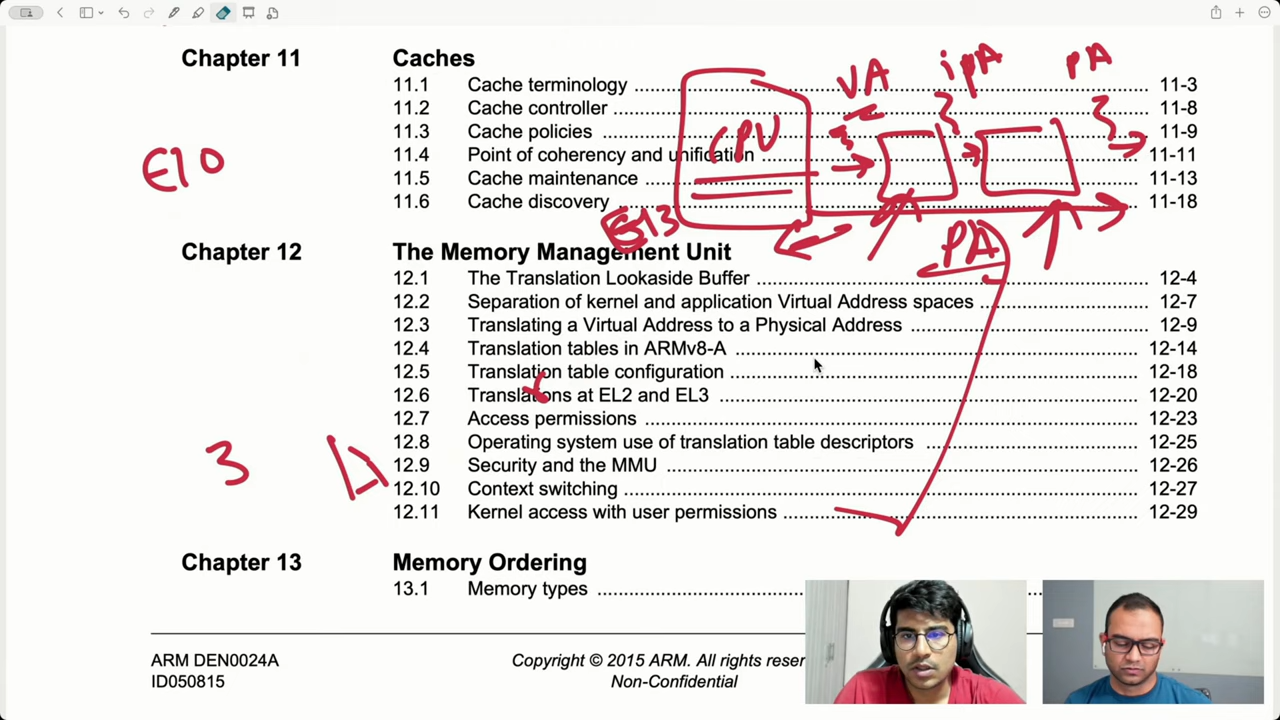 Chapter 11 Caches
11.1 Cache terminology 11-3
11.2 Cache controller 11-8
11.3 Cache policies 11-9
11.4 Point of coherency and unification 11-11
11.5 Cache maintenance 11-13
11.6 Cache discovery 11-18
VA ipA pA
CPU
E10
E13
PA
Chapter 12 The Memory Management Unit
12.1 The Translation Lookaside Buffer 12-4
12.2 Separation of kernel and application Virtual Address spaces 12-7
12.3 Translating a Virtual Address to a Physical Address 12-9
12.4 Translation tables in ARMv8-A 12-14
12.5 Translation table configuration 12-18
12.6 Translations at EL2 and EL3 12-20
12.7 Access permissions 12-23
12.8 Operating system use of translation table descriptors 12-25
12.9 Security and the MMU 12-26
12.10 Context switching 12-27
12.11 Kernel access with user permissions 12-29
3
Chapter 13 Memory Ordering
13.1 Memory types
ARM DEN0024A Copyright © 2015 ARM. All rights rese
ID050815 Non-Confidential